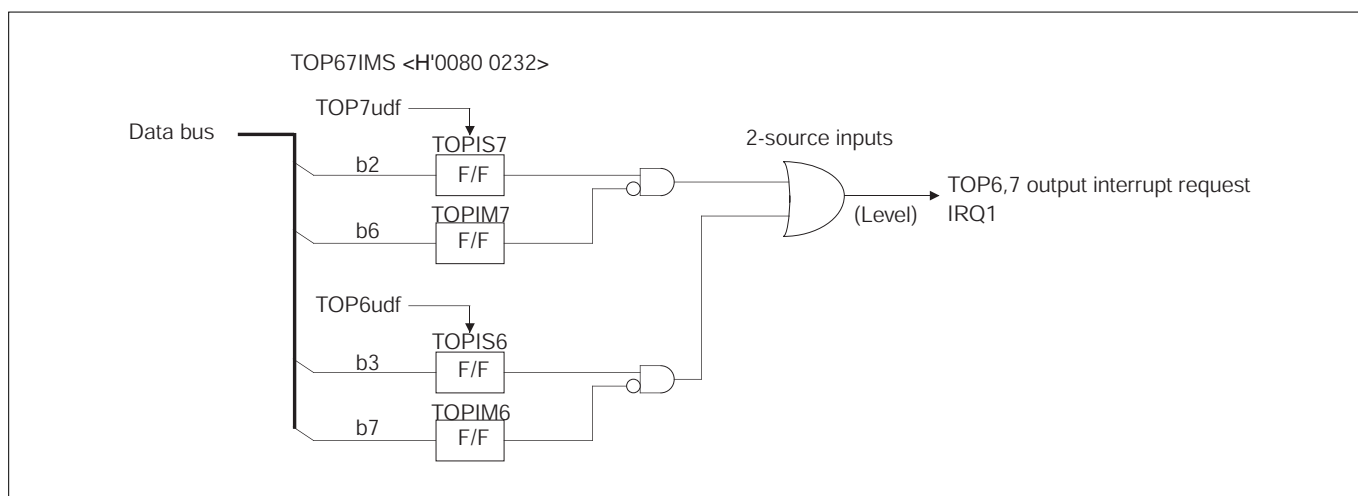 TOP67IMS <H'0080 0232>
TOP7udf
Data bus
TOPIS7
2-source inputs
b2
F/F
TOP6,7 output interrupt request
(Level)
IRQ1
TOPIM7
b6
F/F
TOP6udf
TOPIS6
b3
F/F
TOPIM6
b7
F/F